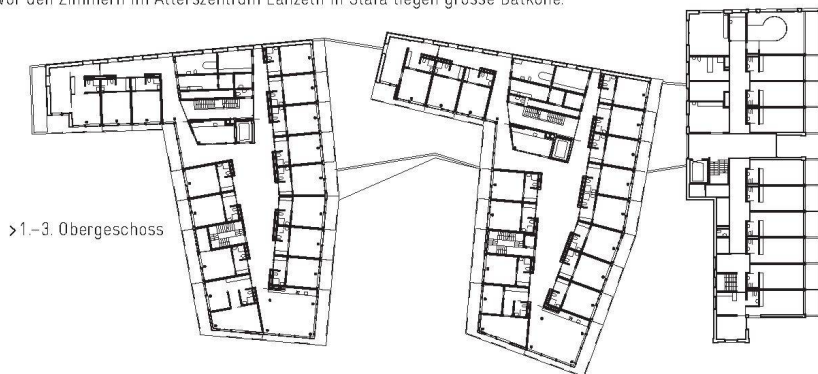 vor den Zimmern im Alterszentrum Lanzeln in Stäfa liegen grosse Balkone.
>1.–3. Obergeschoss